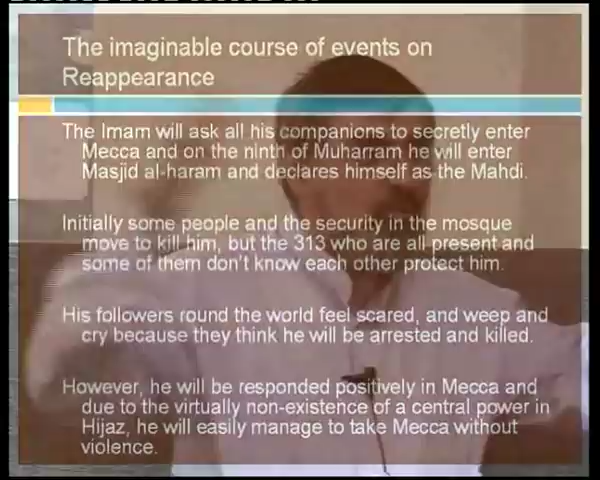 The imaginable course of events on
Reappearance
The Imam will ask all his companions to secretly enter
Mecca and on the ninth of Muharram he will enter
Masjid al-haram and declares himself as the Mahdi.
Initially some people and the security in the mosque
move to kill him, but the 313 who are all present and
some of them don't know each other protect him.
His followers round the world feel scared, and weep and
cry because they think he will be arrested and killed.
However, he will be responded positively in Mecca and
due to the virtually non-existence of a central power in
Hijaz, he will easily manage to take Mecca without
violence.